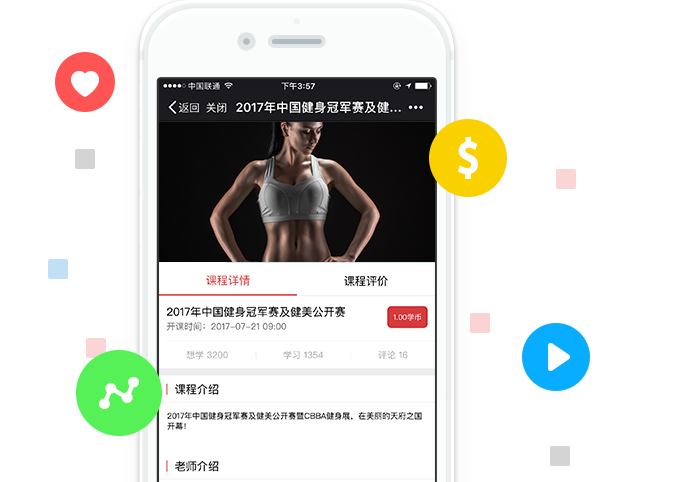 中国联通 下午3:57
返回 关闭 2017年中国健身冠军赛及健... •••
$
课程详情 课程评价
2017年中国健身冠军赛及健美公开赛
1.00学币
开课时间：2017-07-21 09:00
想学 3200 学习 1354 评论 16
课程介绍
2017年中国健身冠军赛及健美公开赛暨CBBA健身展，在美丽的天府之国
开幕！
老师介绍